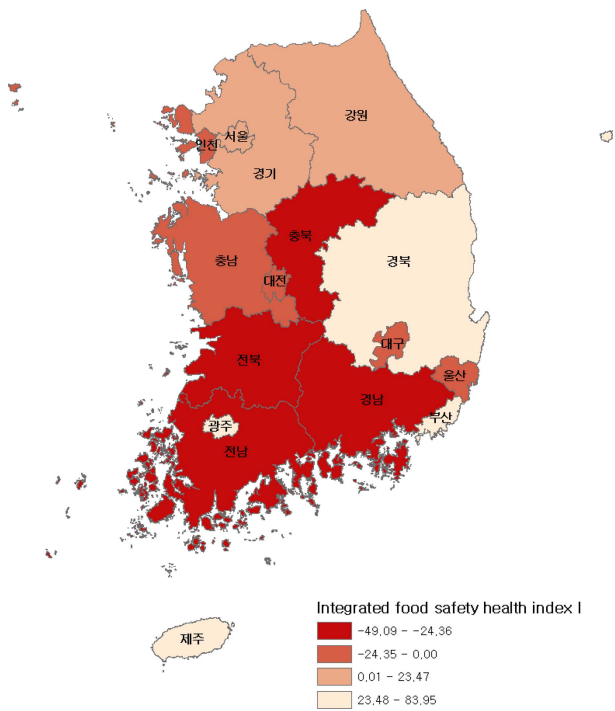 강원
서울
인천
경기
충북
충남
경북
대전
대구
전북
울산
경남
부산
광주
전남
제주
Integrated food safety health index I
-49,09 - -24,36
-24,35 - 0,00
0,01 - 23,47
23,48 - 83,95